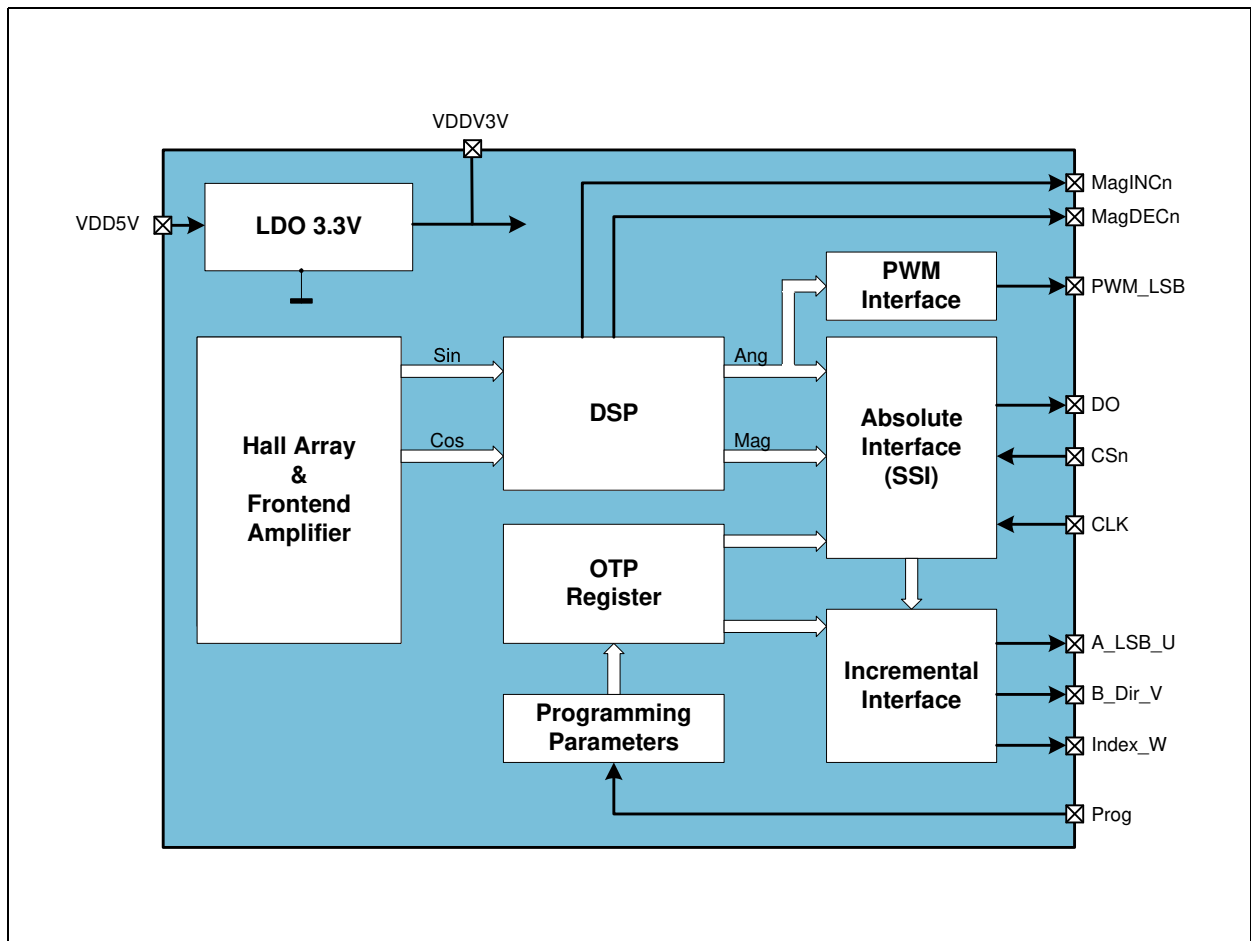 VDDV3V
VDD5V
LDO 3.3V
MagINCn
MagDECn
PWM
Interface
PWM_LSB
Hall Array
&
Frontend
Amplifier
Sin
Cos
DSP
Ang
Mag
Absolute
Interface
(SSI)
DO
CSn
CLK
OTP
Register
Programming
Parameters
Incremental
Interface
A_LSB_U
B_Dir_V
Index_W
Prog